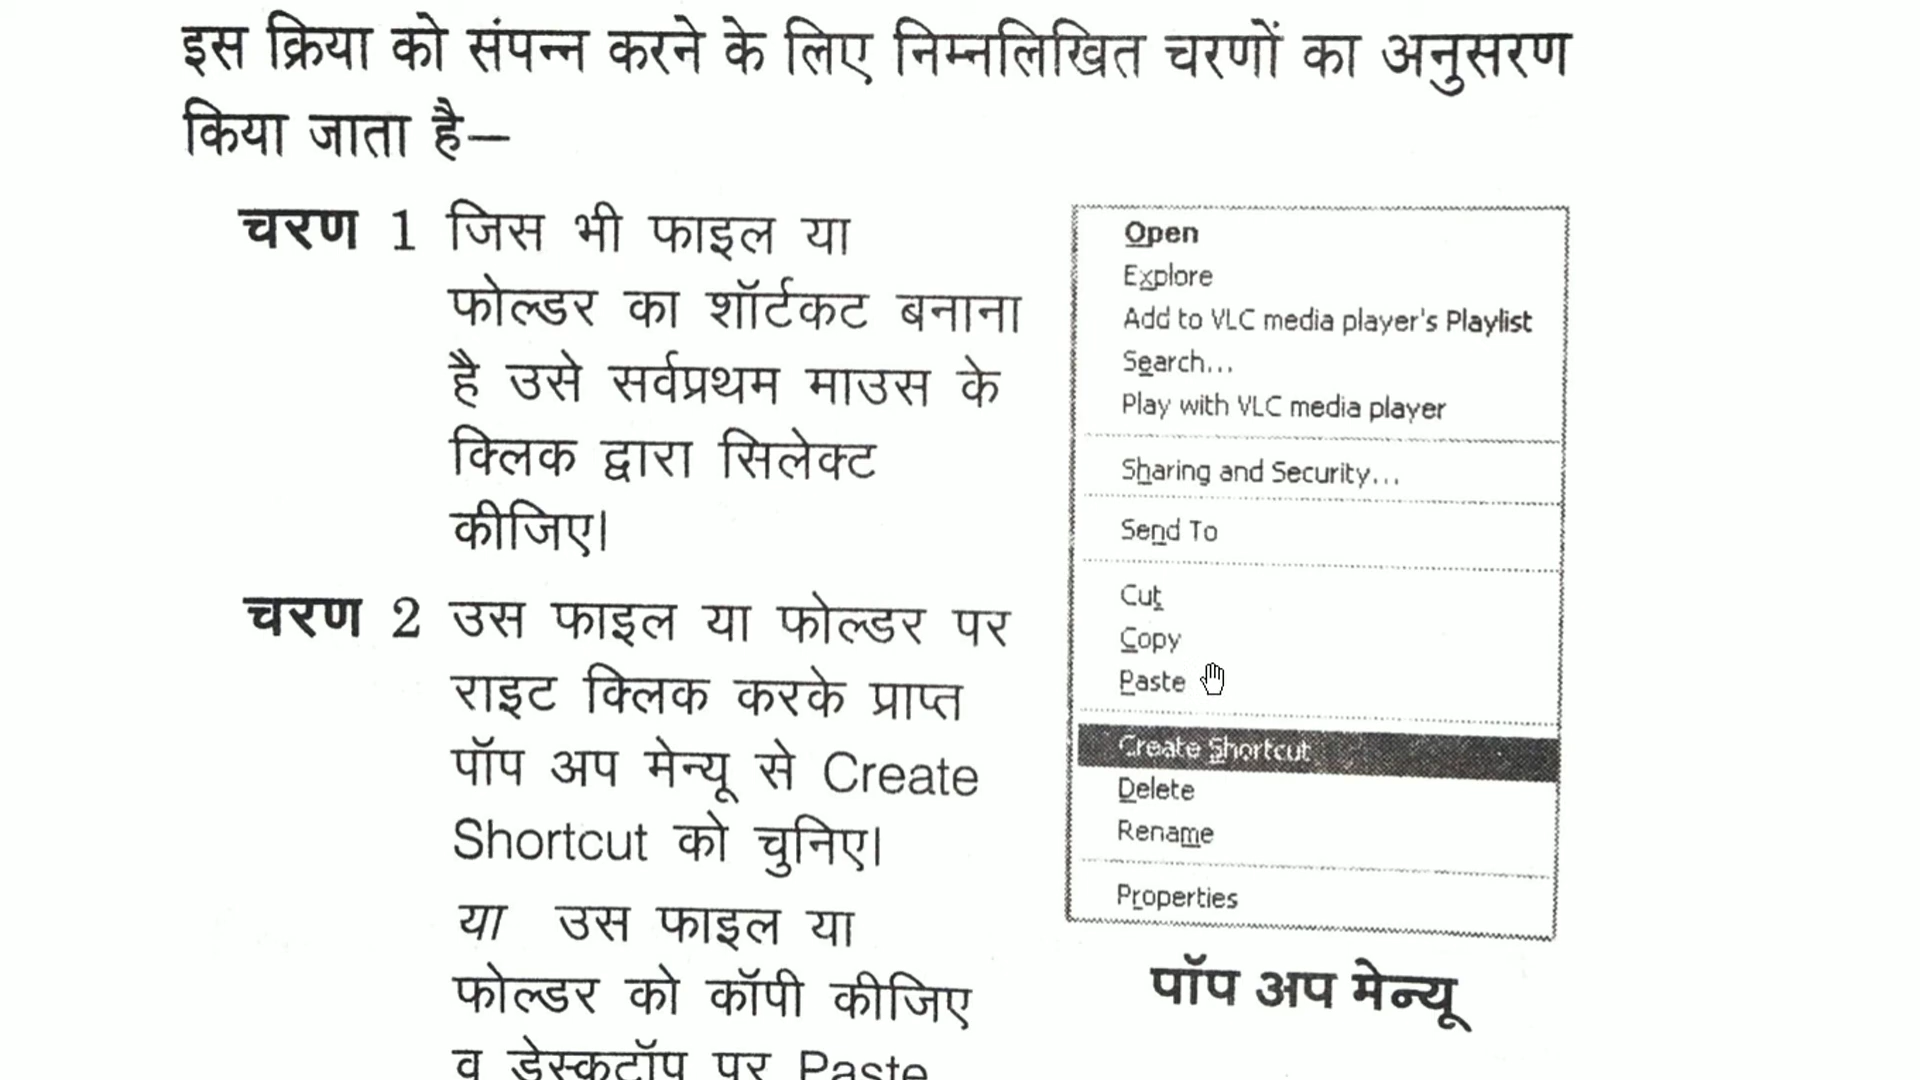 इस क्रिया को संपन्न करने के लिए निम्नलिखित चरणों का अनुसरण
किया जाता है–
चरण 1 जिस भी फाइल या
फोल्डर का शॉर्टकट बनाना
है उसे सर्वप्रथम माउस के
क्लिक द्वारा सिलेक्ट
कीजिए।
चरण 2 उस फाइल या फोल्डर पर
राइट क्लिक करके प्राप्त
पॉप अप मेन्यू से Create
Shortcut को चुनिए।
या उस फाइल या
फोल्डर को कॉपी कीजिए
व डेस्कटॉप पर Paste
Open
Explore
Add to VLC media player's Playlist
Search...
Play with VLC media player
Sharing and Security...
Send To
Cut
Copy
Paste
Create Shortcut
Delete
Rename
Properties
पॉप अप मेन्यू